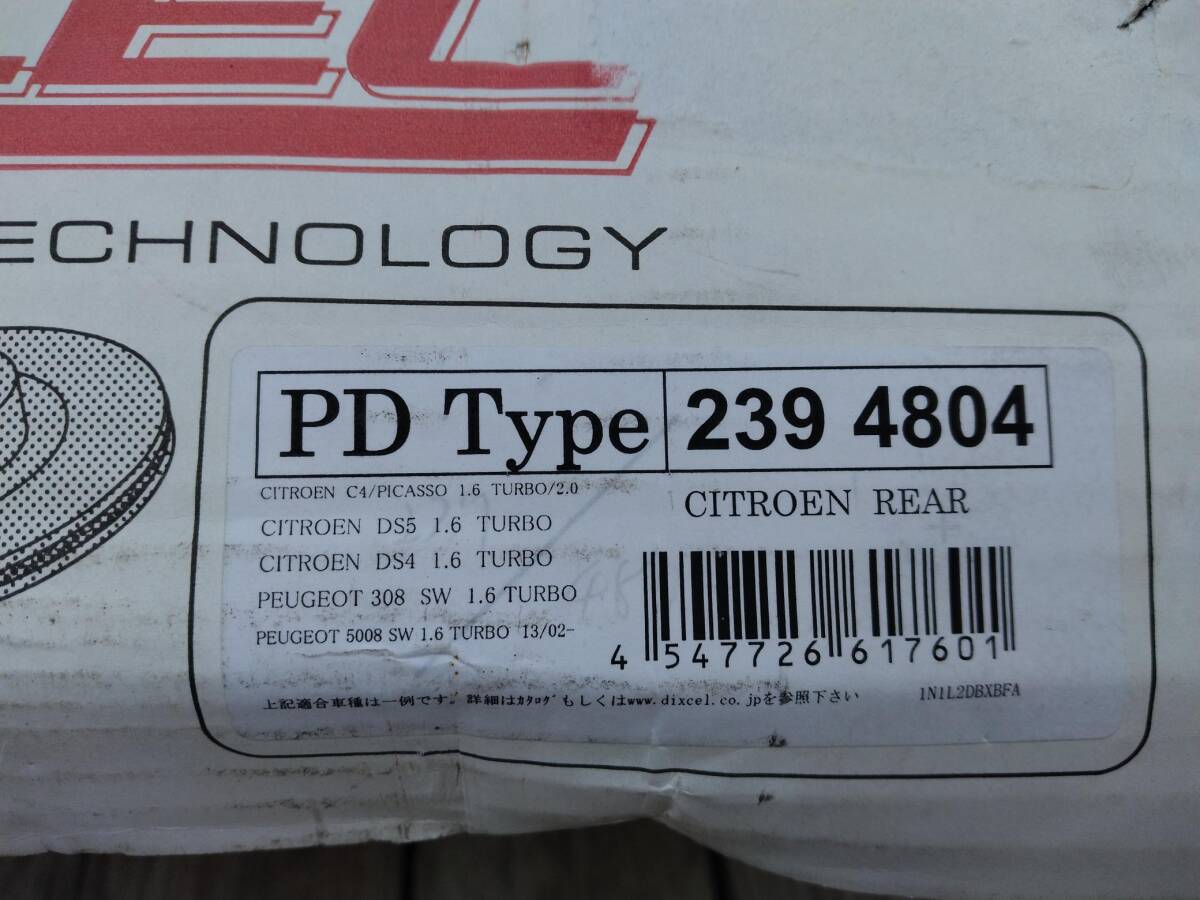 CEL
ECHNOLOGY
PD Type 239 4804
CITROEN C4/PICASSO 1.6 TURBO/2.0
CITROEN REAR
CITROEN DS5 1.6 TURBO
CITROEN DS4 1.6 TURBO
PEUGEOT 308 SW 1.6 TURBO
PEUGEOT 5008 SW 1.6 TURBO '13/02-
4 547726 617601
上記適合車種は一例です。詳細はｶﾀﾛｸﾞもしくはwww.dixcel.co.jpを参照下さい
1N1L2DBXBFA